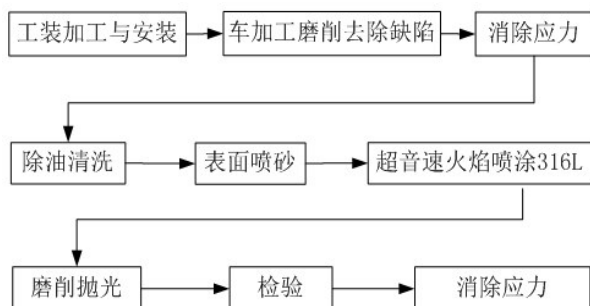 工装加工与安装
车加工磨削去除缺陷
消除应力
除油清洗
表面喷砂
超音速火焰喷涂316L
磨削抛光
检验
消除应力